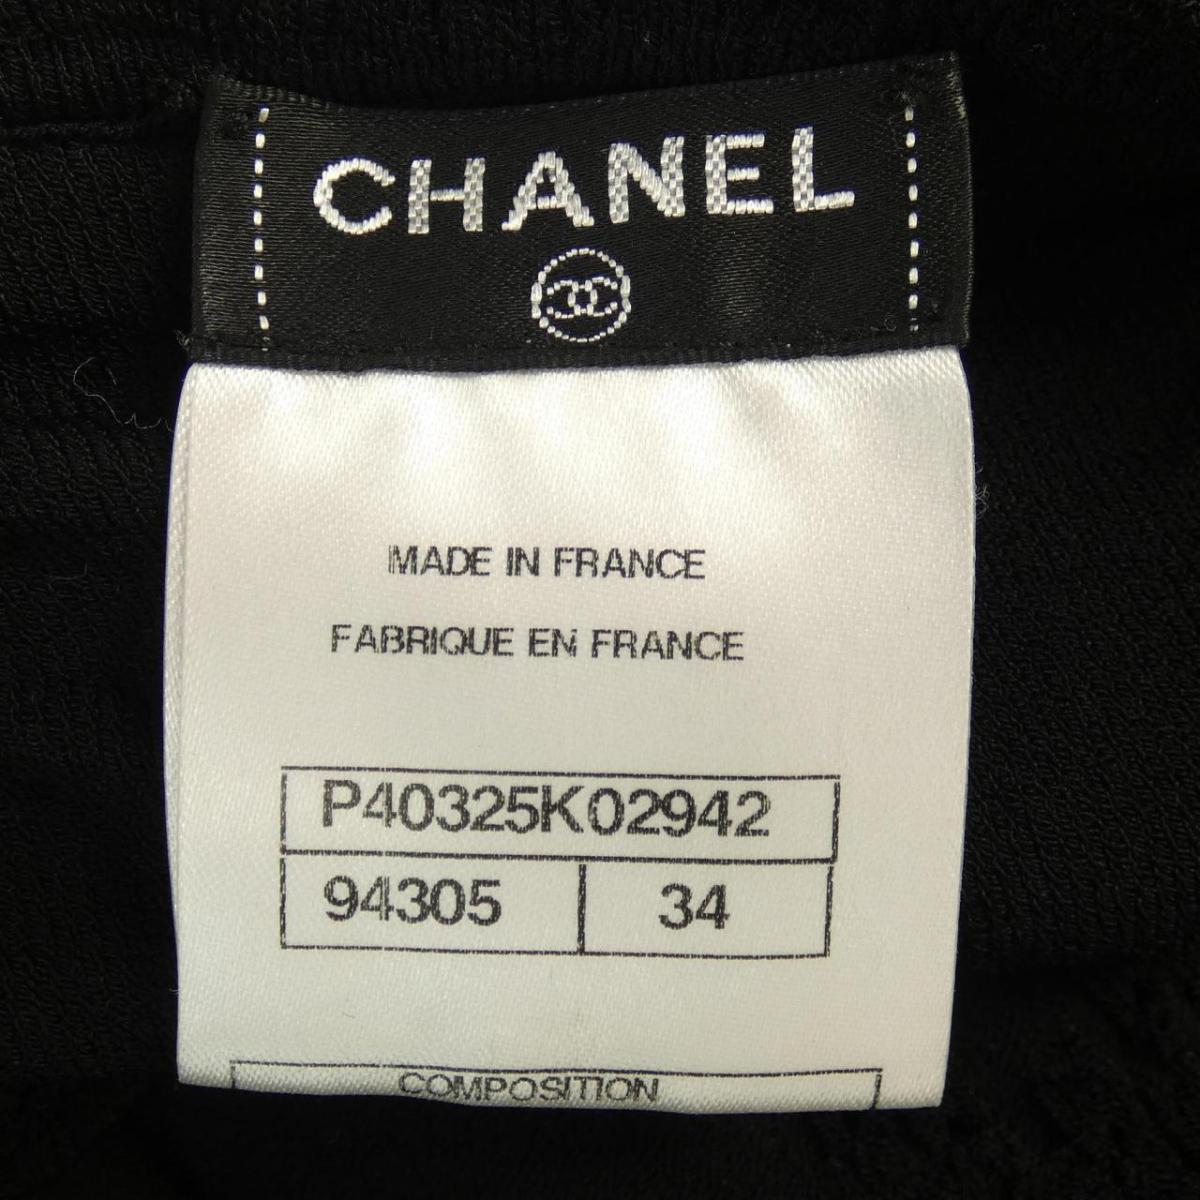 CHANEL
MADE IN FRANCE
FABRIQUE EN FRANCE
P40325K02942
94305 34
COMPOSITION